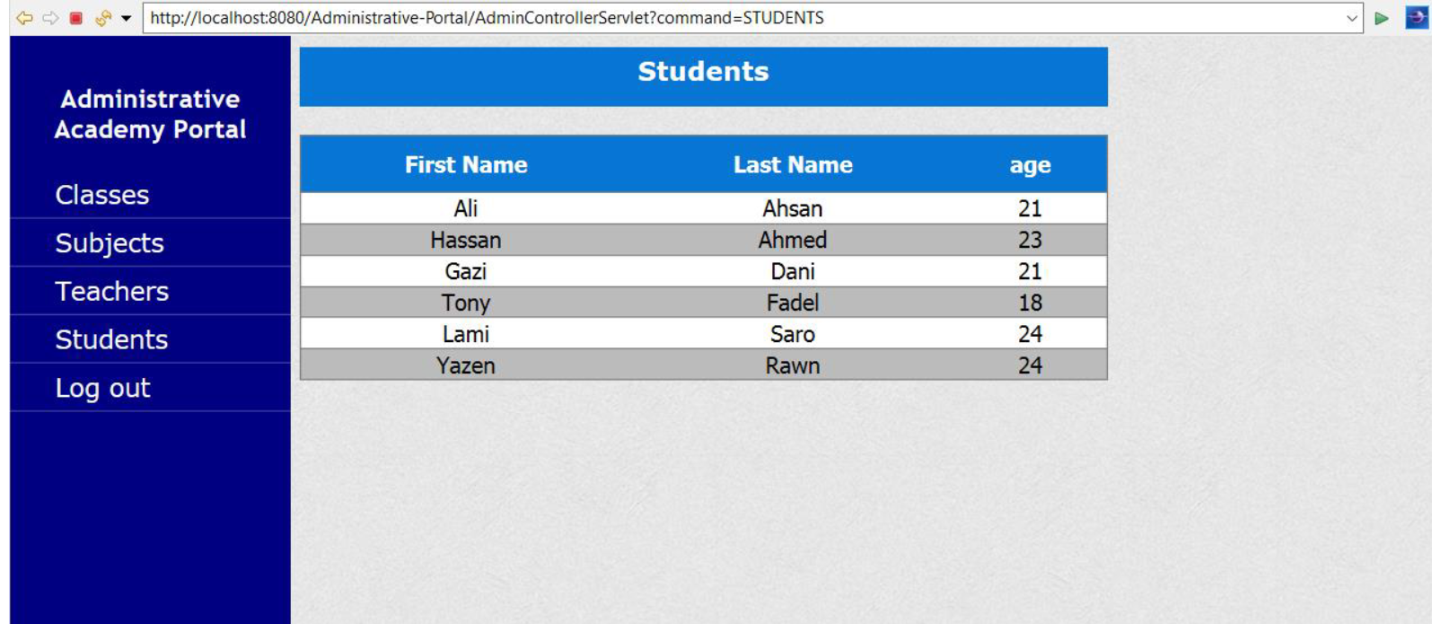 http://localhost:8080/Administrative-Portal/AdminControllerServlet?command=STUDENTS
Administrative
Academy Portal
Classes
Subjects
Teachers
Students
Log out
Students
First Name Last Name age
Ali Ahsan 21
Hassan Ahmed 23
Gazi Dani 21
Tony Fadel 18
Lami Saro 24
Yazen Rawn 24